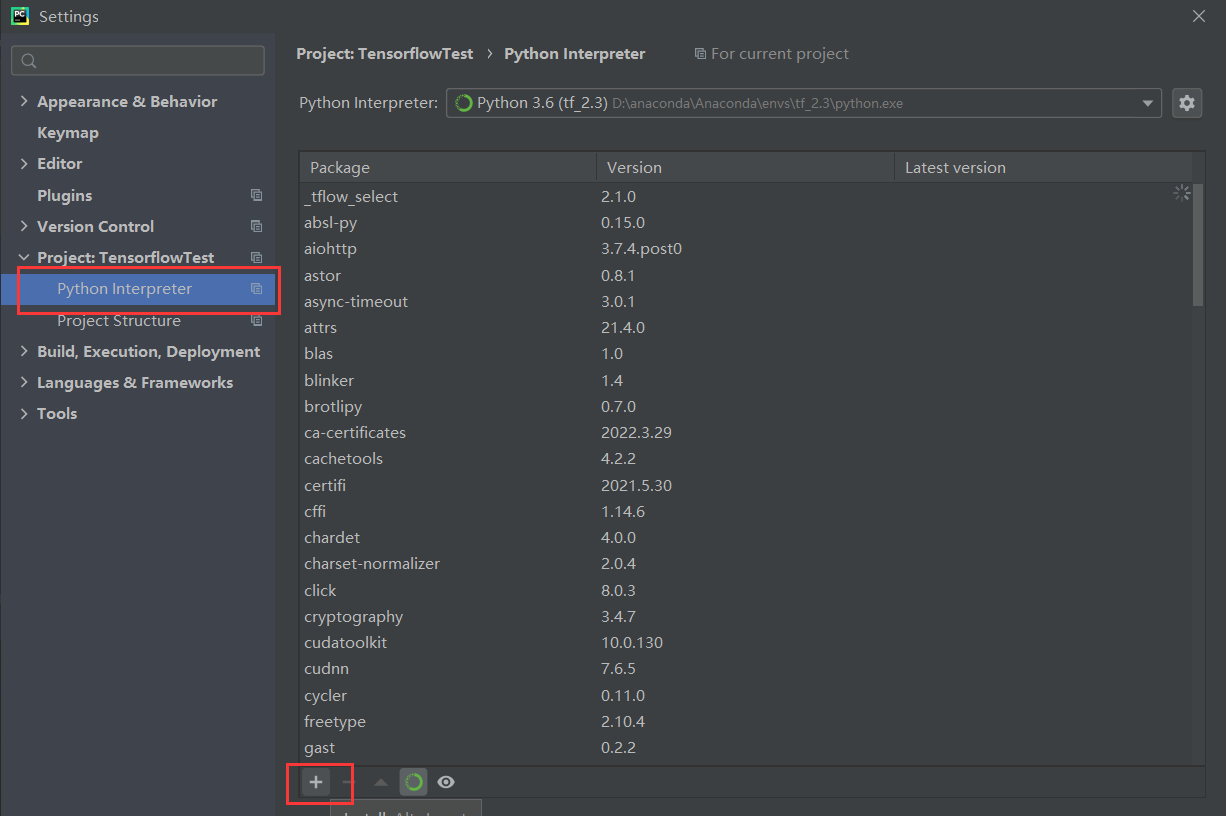 PC
Settings
Project: TensorflowTest › Python Interpreter For current project
Python Interpreter: Python 3.6 (tf_2.3) D:\anaconda\Anaconda\envs\tf_2.3\python.exe
Appearance & Behavior
Keymap
Editor
Plugins
Version Control
Project: TensorflowTest
Python Interpreter
Project Structure
Build, Execution, Deployment
Languages & Frameworks
Tools
Package Version Latest version
_tflow_select 2.1.0
absl-py 0.15.0
aiohttp 3.7.4.post0
astor 0.8.1
async-timeout 3.0.1
attrs 21.4.0
blas 1.0
blinker 1.4
brotlipy 0.7.0
ca-certificates 2022.3.29
cachetools 4.2.2
certifi 2021.5.30
cffi 1.14.6
chardet 4.0.0
charset-normalizer 2.0.4
click 8.0.3
cryptography 3.4.7
cudatoolkit 10.0.130
cudnn 7.6.5
cycler 0.11.0
freetype 2.10.4
gast 0.2.2